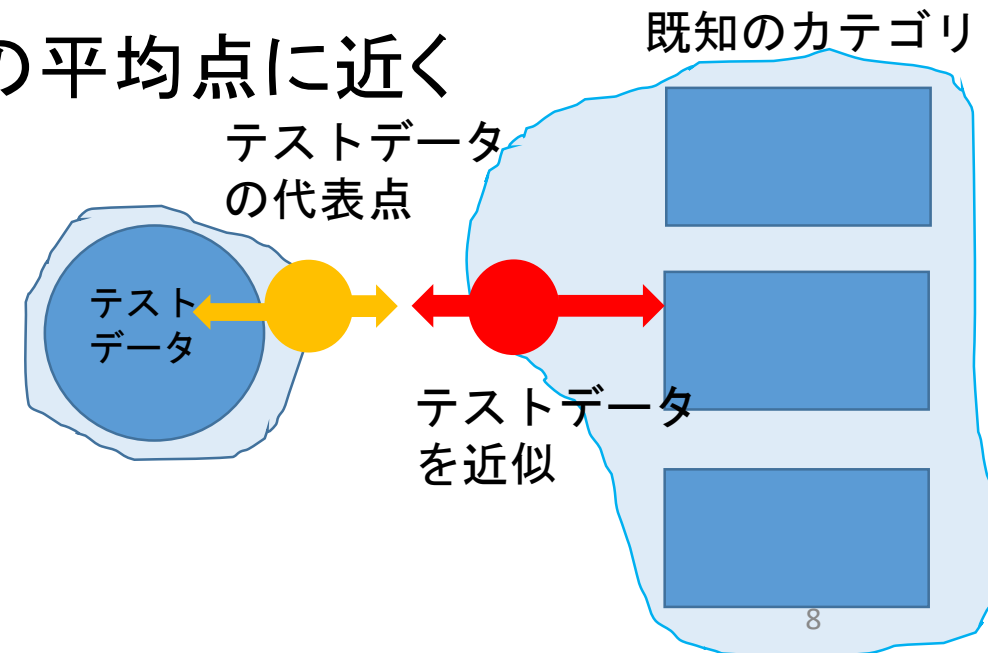 の平均点に近く
既知のカテゴリ
テストデータ
の代表点
テスト
データ
テストデータ
を近似
8